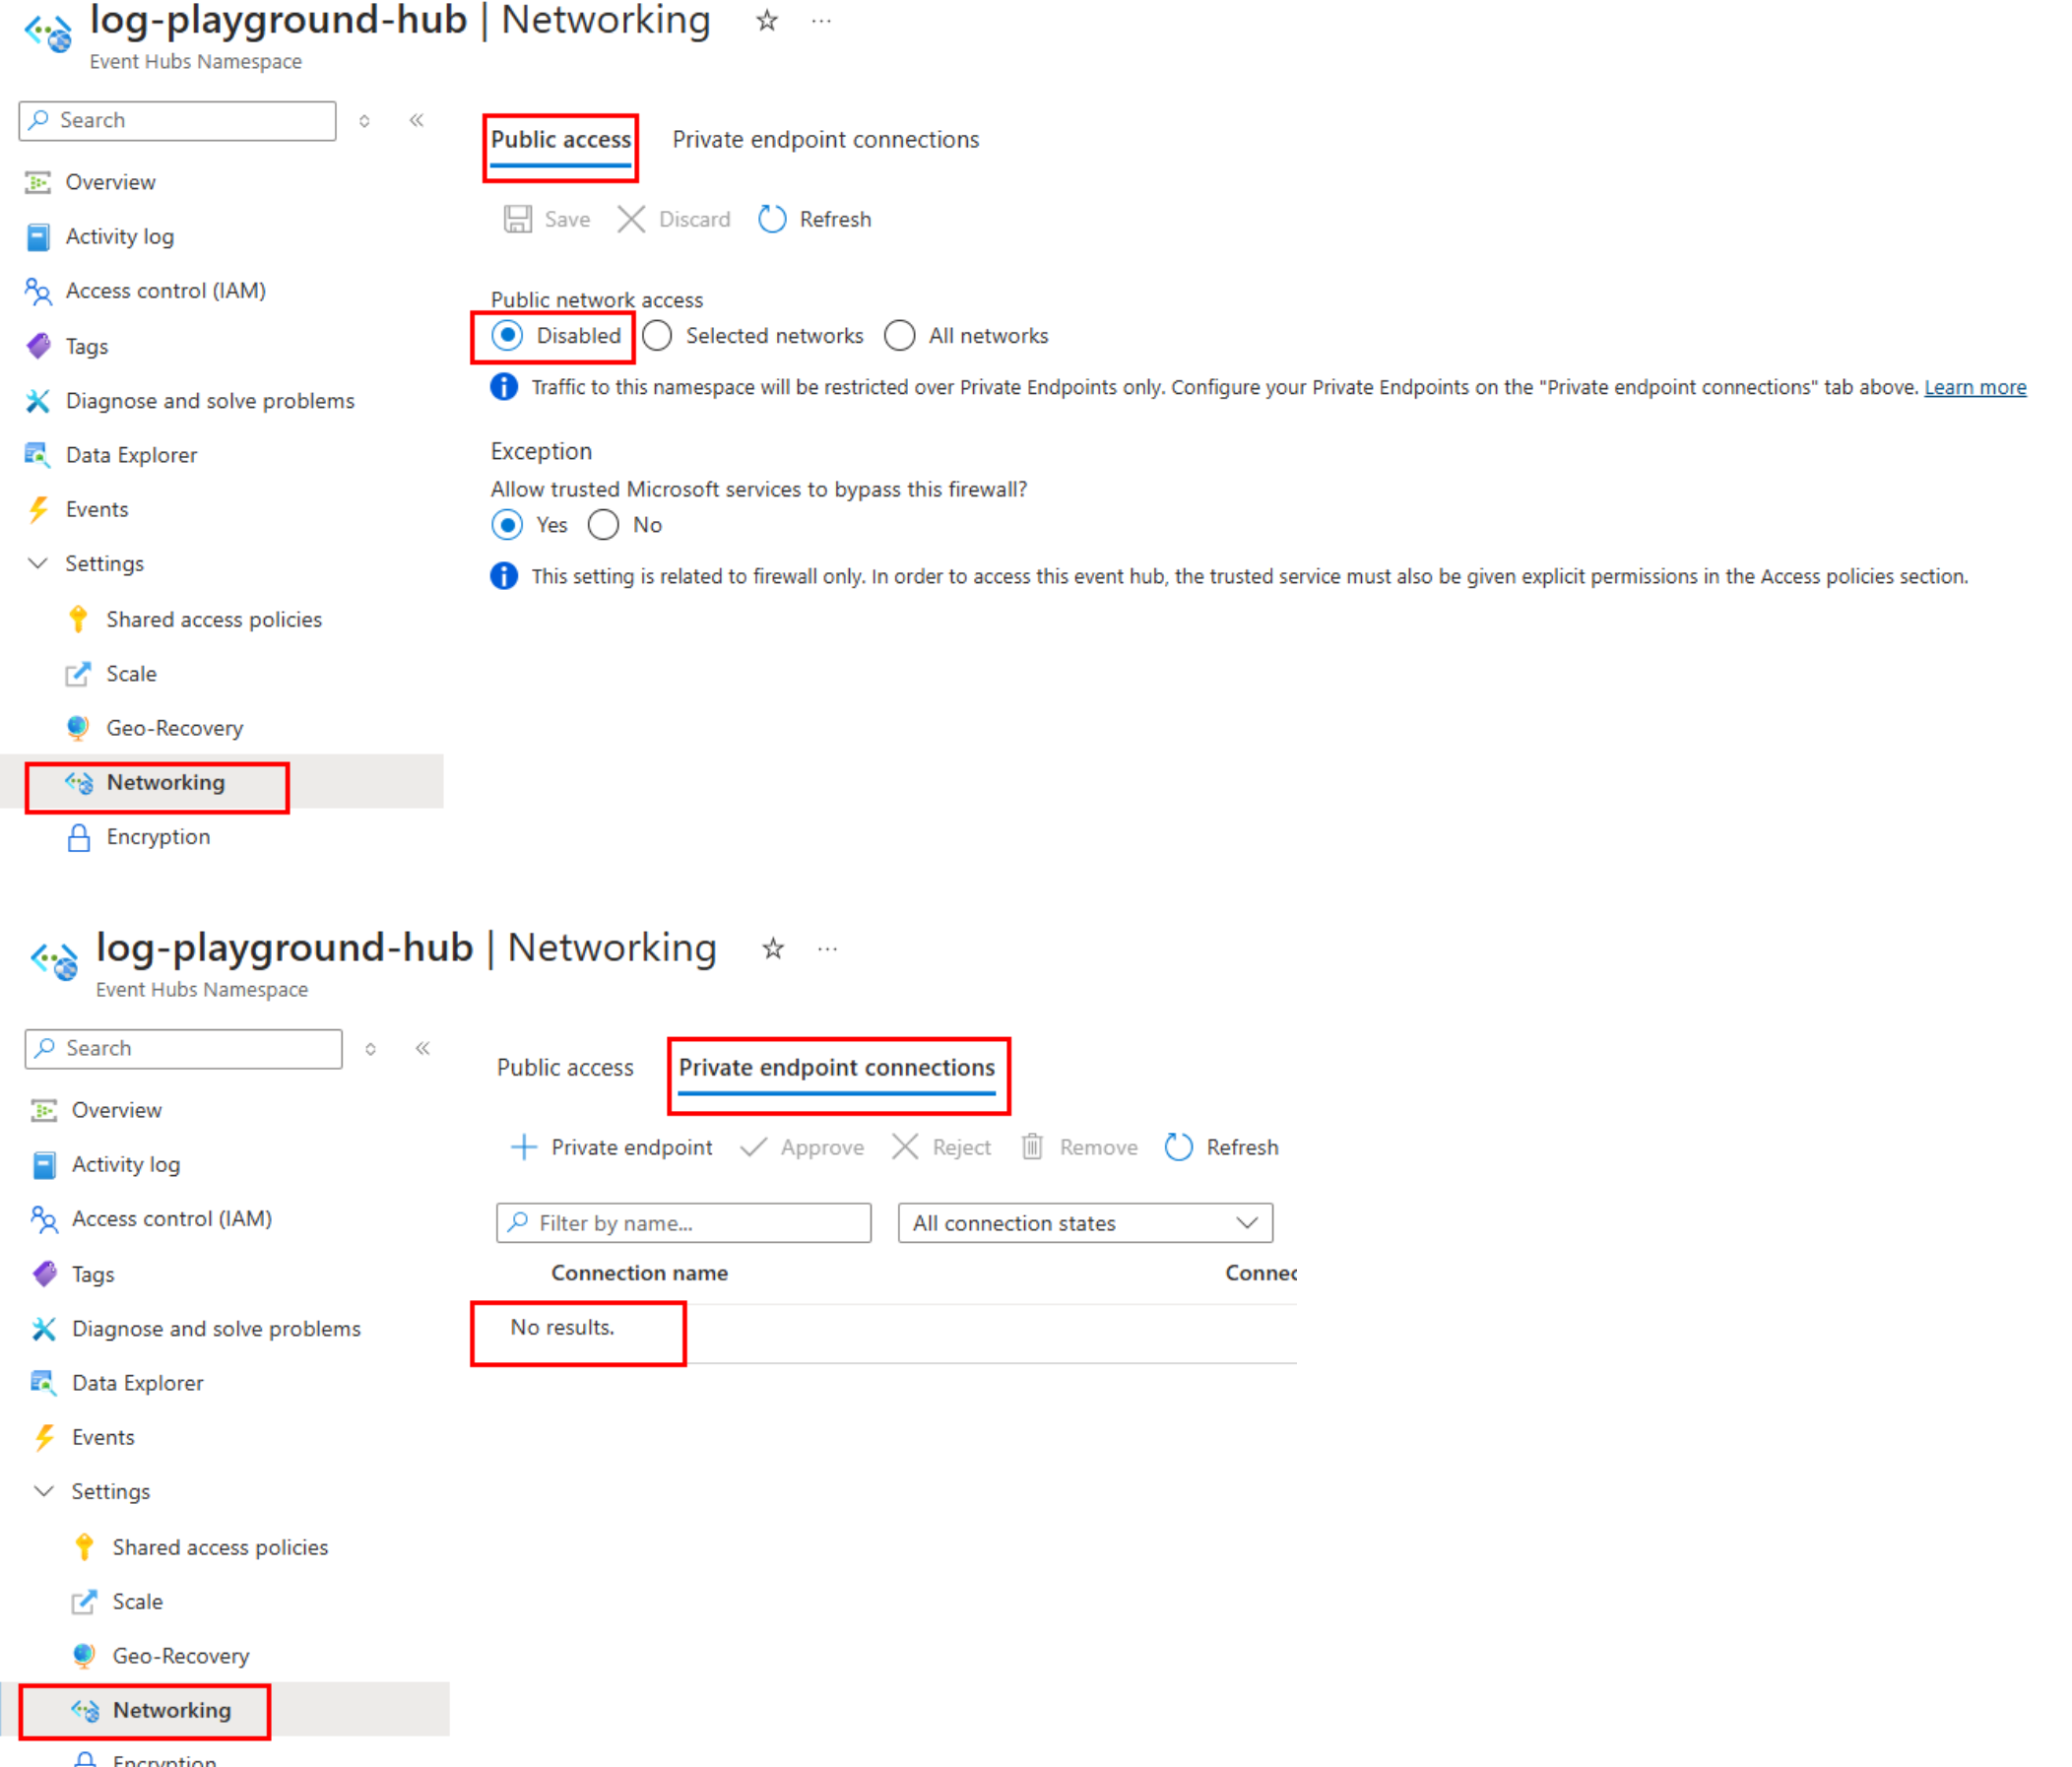 log-playground-hub | Networking
Event Hubs Namespace
Search
Overview
Activity log
Access control (IAM)
Tags
Diagnose and solve problems
Data Explorer
Events
Settings
Shared access policies
Scale
Geo-Recovery
Networking
Encryption
Public access Private endpoint connections
Save Discard Refresh
Public network access
Disabled Selected networks All networks
Traffic to this namespace will be restricted over Private Endpoints only. Configure your Private Endpoints on the "Private endpoint connections" tab above. Learn more
Exception
Allow trusted Microsoft services to bypass this firewall?
Yes No
This setting is related to firewall only. In order to access this event hub, the trusted service must also be given explicit permissions in the Access policies section.
log-playground-hub | Networking
Event Hubs Namespace
Search
Overview
Activity log
Access control (IAM)
Tags
Diagnose and solve problems
Data Explorer
Events
Settings
Shared access policies
Scale
Geo-Recovery
Networking
Encryption
Public access Private endpoint connections
Private endpoint Approve Reject Remove Refresh
Filter by name... All connection states
Connection name Connec
No results.